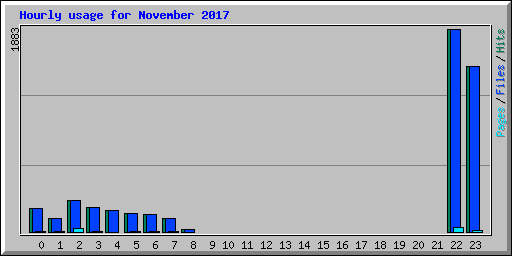 Hourly usage for November 2017
1883
Pages/Files/Hits
0 1 2 3 4 5 6 7 8 9 10 11 12 13 14 15 16 17 18 19 20 21 22 23